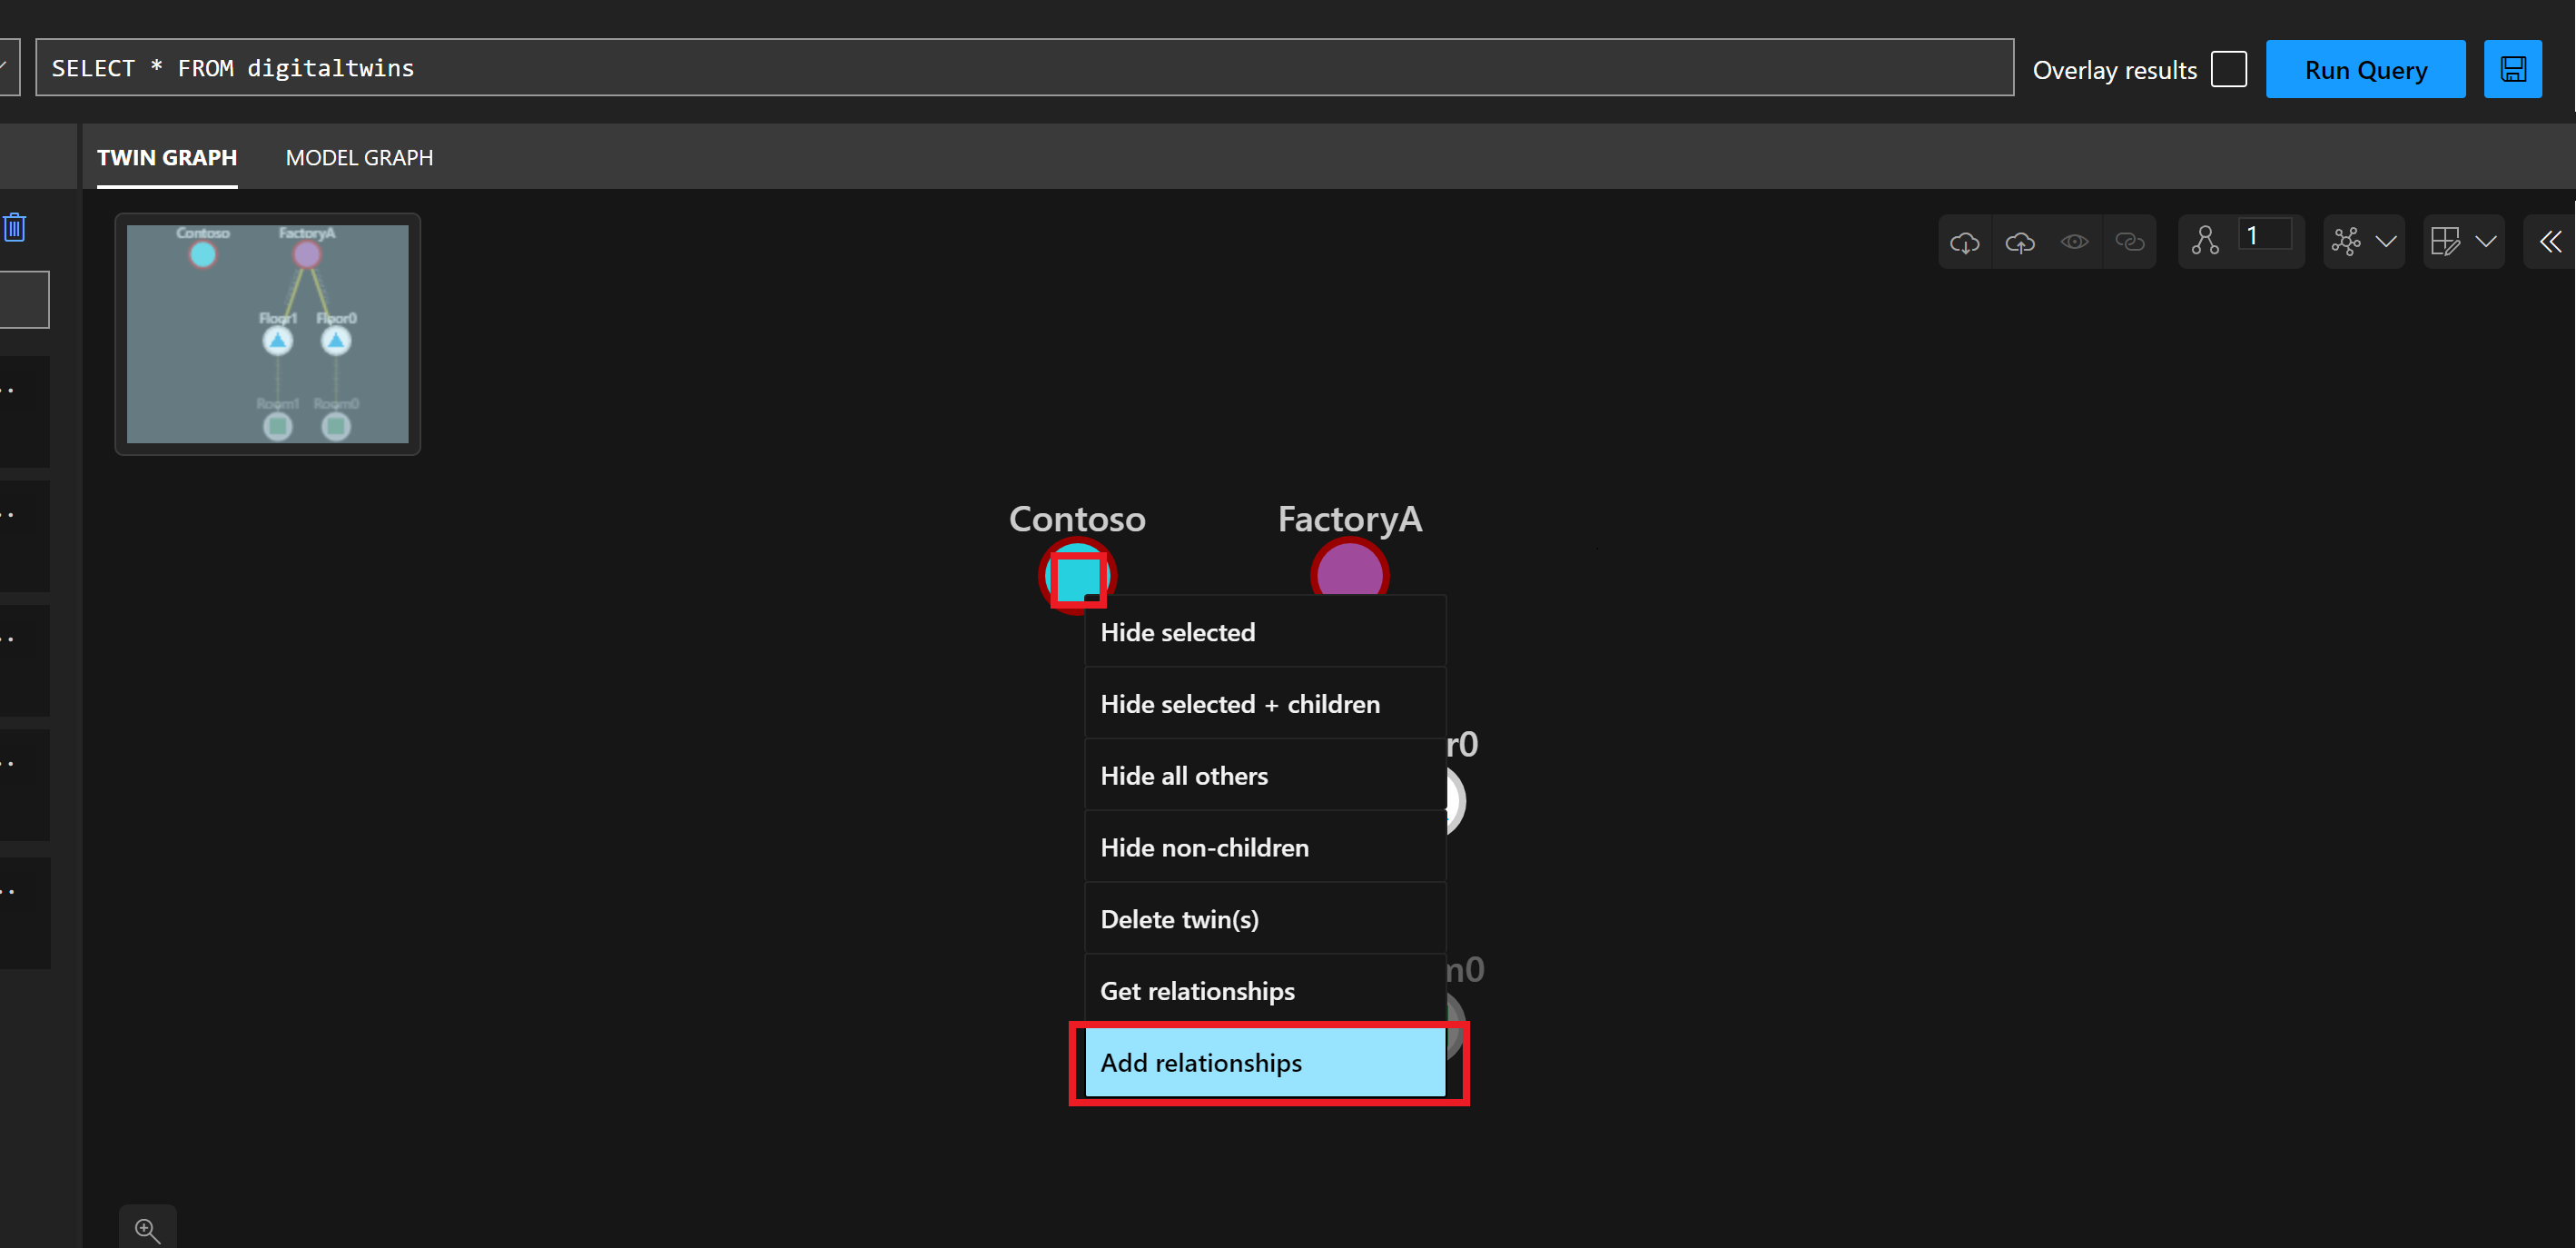 SELECT * FROM digitaltwins
Overlay results
Run Query
TWIN GRAPH
MODEL GRAPH
1
Contoso
FactoryA
Floor1
Floor0
Room1
Room0
Contoso
FactoryA
Hide selected
Hide selected + children
r0
Hide all others
Hide non-children
Delete twin(s)
m0
Get relationships
Add relationships